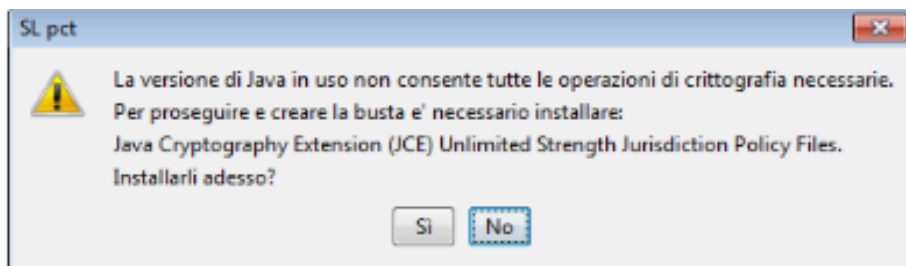 SL pct
La versione di Java in uso non consente tutte le operazioni di crittografia necessarie.
Per proseguire e creare la busta e' necessario installare:
Java Cryptography Extension (JCE) Unlimited Strength Jurisdiction Policy Files.
Installarli adesso?
Sì No